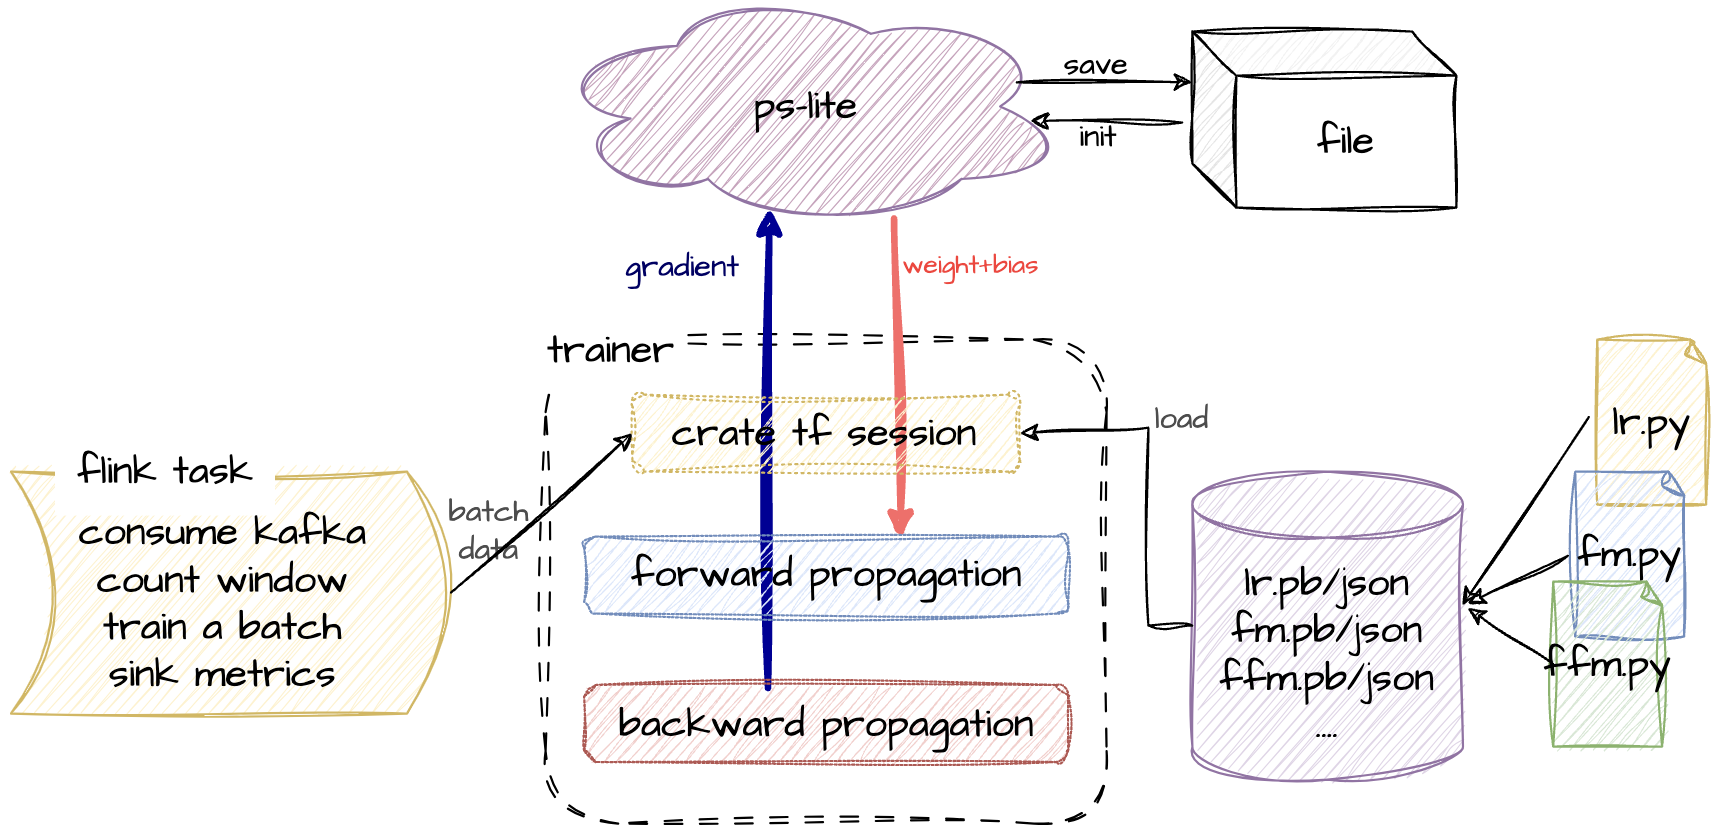 ps-lite
save
init
file
gradient
weight+bias
trainer
crate tf session
load
lr.py
flink task
consume kafka
count window
train a batch
sink metrics
batch
data
forward propagation
backward propagation
lr.pb/json
fm.pb/json
ffm.pb/json
....
fm.py
ffm.py